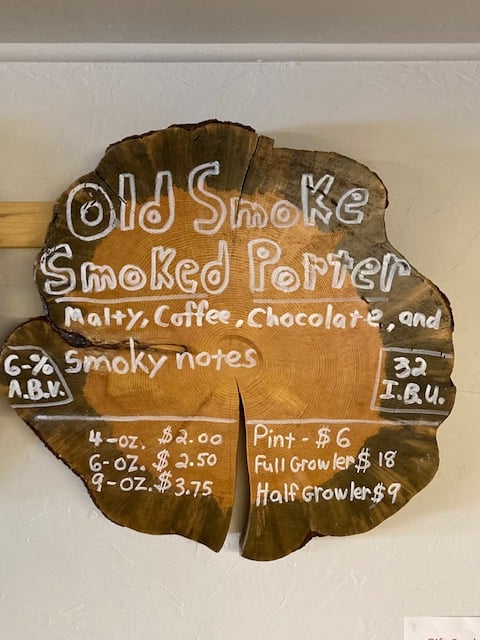 Old Smoke
Smoked Porter
Malty, Coffee, Chocolate, and
Smoky notes
6-%
A.B.V.
32
I.B.U.
4-oz. $2.00
6-oz. $2.50
9-oz. $3.75
Pint - $6
Full Growler $18
Half Growler $9